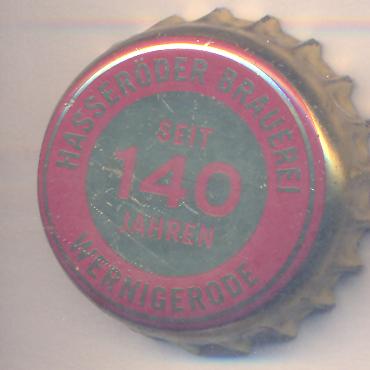 HASSERÖDER BRAUEREI
SEIT
140
JAHREN
WERNIGERODE